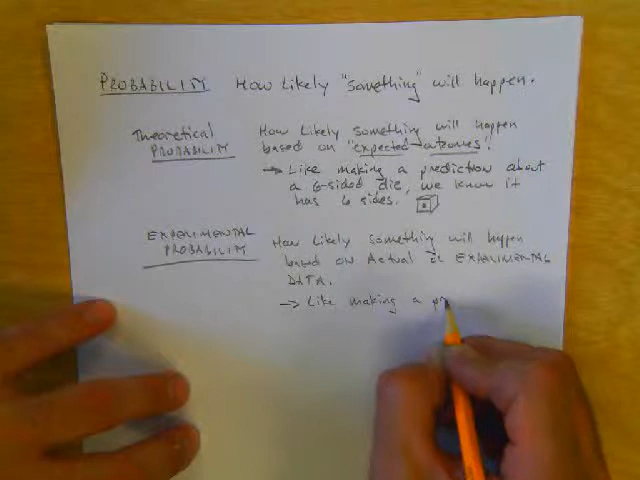 PROBABILITY How Likely "something" will happen.
Theoretical PROBABILITY
How Likely something will happen
based on "expected outcomes".
→ Like making a prediction about
a 6-sided die, we know it
has 6 sides.
EXPERIMENTAL PROBABILITY
How Likely something will happen
based on Actual or EXPERIMENTAL
DATA.
→ Like making a pr